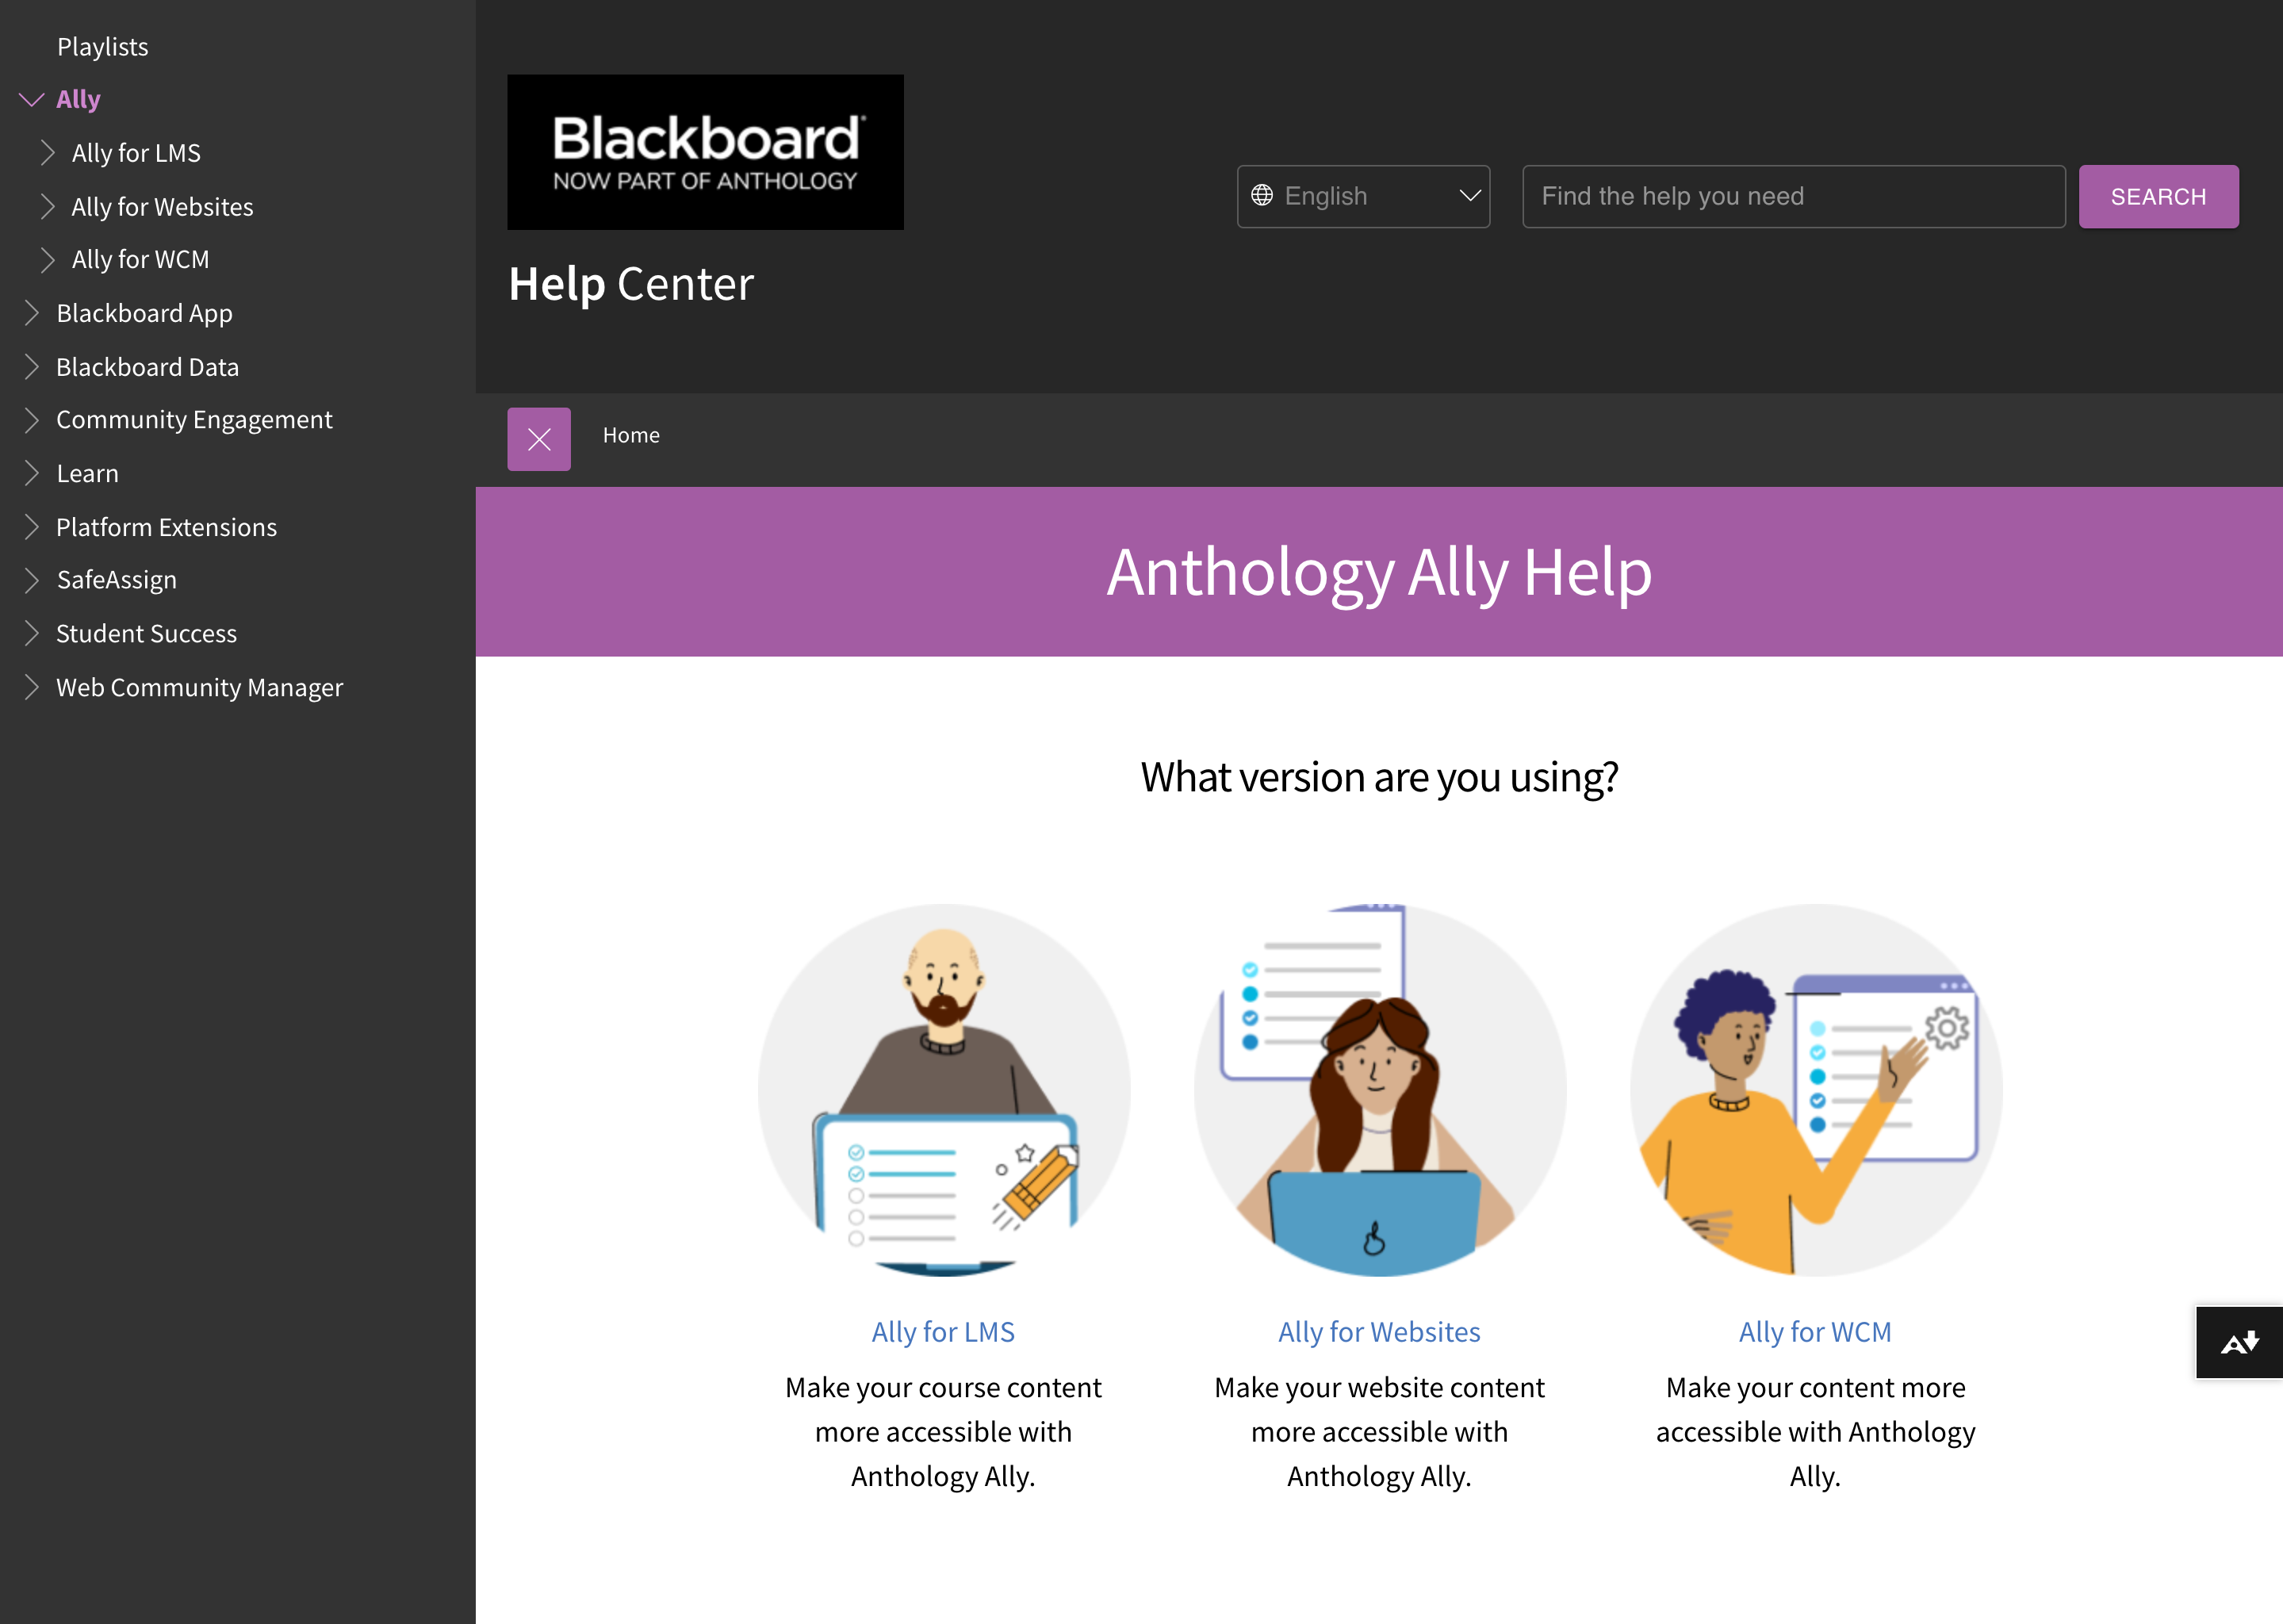 Playlists
Ally
Ally for LMS
Ally for Websites
Ally for WCM
Blackboard App
Blackboard Data
Community Engagement
Learn
Platform Extensions
SafeAssign
Student Success
Web Community Manager
Blackboard®
NOW PART OF ANTHOLOGY
Help Center
English
Find the help you need
SEARCH
Home
Anthology Ally Help
What version are you using?
Ally for LMS
Make your course content
more accessible with
Anthology Ally.
Ally for Websites
Make your website content
more accessible with
Anthology Ally.
Ally for WCM
Make your content more
accessible with Anthology
Ally.